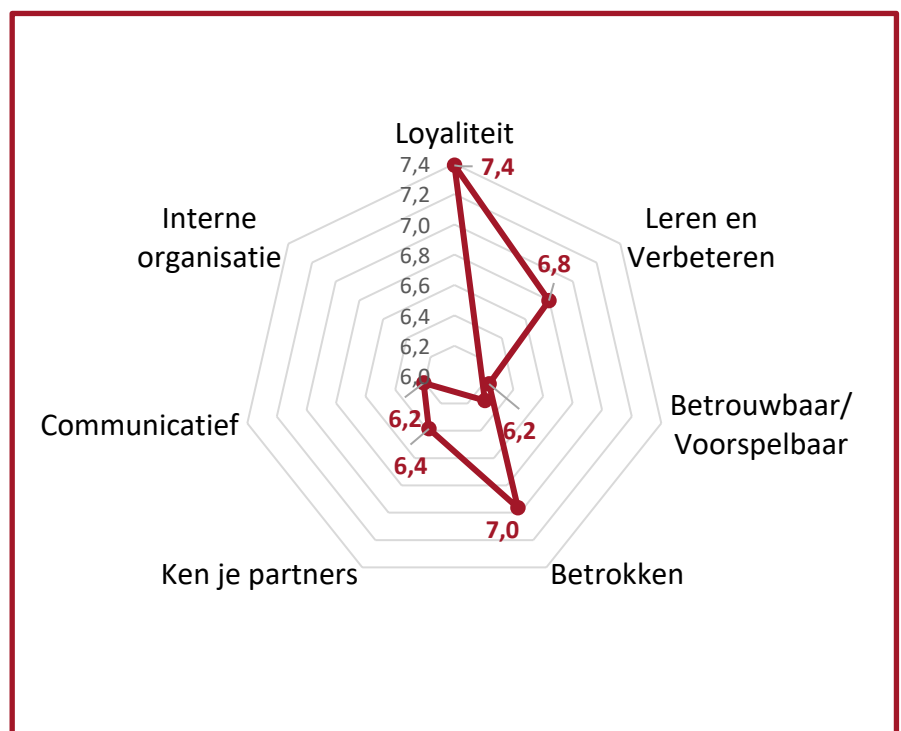 Loyaliteit
7,4
7,4
7,2
7,0
6,8
6,6
6,4
6,2
6,0
Interne
organisatie
Leren en
Verbeteren
6,8
Betrouwbaar/
Voorspelbaar
6,2
Communicatief
6,2
6,4
7,0
Ken je partners
Betrokken